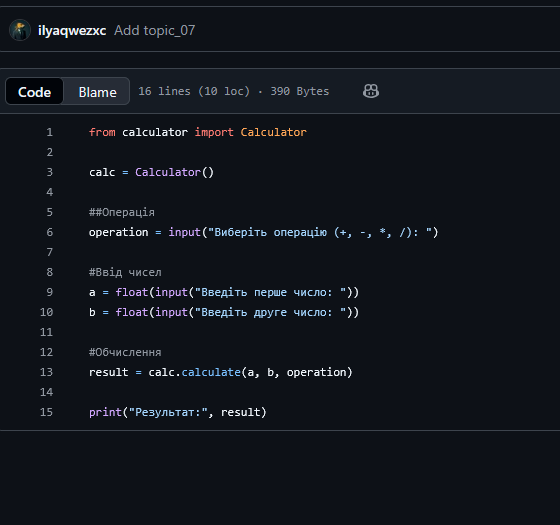 ilyaqwezxc Add topic_07
Code Blame 16 lines (10 loc) · 390 Bytes
1 from calculator import Calculator
2
3 calc = Calculator()
4
5 ##Операція
6 operation = input("Виберіть операцію (+, -, *, /): ")
7
8 #Ввід чисел
9 a = float(input("Введіть перше число: "))
10 b = float(input("Введіть друге число: "))
11
12 #Обчислення
13 result = calc.calculate(a, b, operation)
14
15 print("Результат:", result)